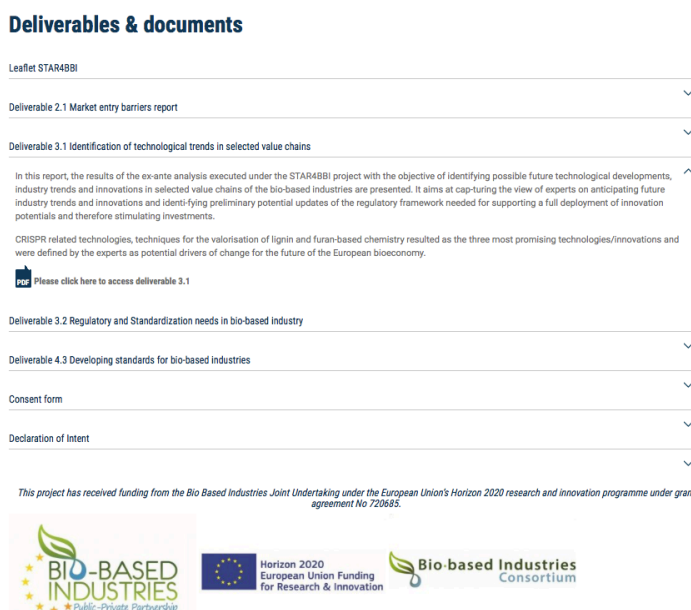 Deliverables & documents
Leaflet STAR4BBI
Deliverable 2.1 Market entry barriers report
Deliverable 3.1 Identification of technological trends in selected value chains
In this report, the results of the ex-ante analysis executed under the STAR4BBI project with the objective of identifying possible future technological developments,
industry trends and innovations in selected value chains of the bio-based industries are presented. It aims at cap-turing the view of experts on anticipating future
industry trends and innovations and identi-fying preliminary potential updates of the regulatory framework needed for supporting a full deployment of innovation
potentials and therefore stimulating investments.
CRISPR related technologies, techniques for the valorisation of lignin and furan-based chemistry resulted as the three most promising technologies/innovations and
were defined by the experts as potential drivers of change for the future of the European bioeconomy.
PDF Please click here to access deliverable 3.1
Deliverable 3.2 Regulatory and Standardization needs in bio-based industry
Deliverable 4.3 Developing standards for bio-based industries
Consent form
Declaration of Intent
This project has received funding from the Bio Based Industries Joint Undertaking under the European Union's Horizon 2020 research and innovation programme under gran
agreement No 720685.
BIO-BASED
INDUSTRIES
Public-Private Partnership
Horizon 2020
European Union Funding
for Research & Innovation
Bio-based Industries
Consortium